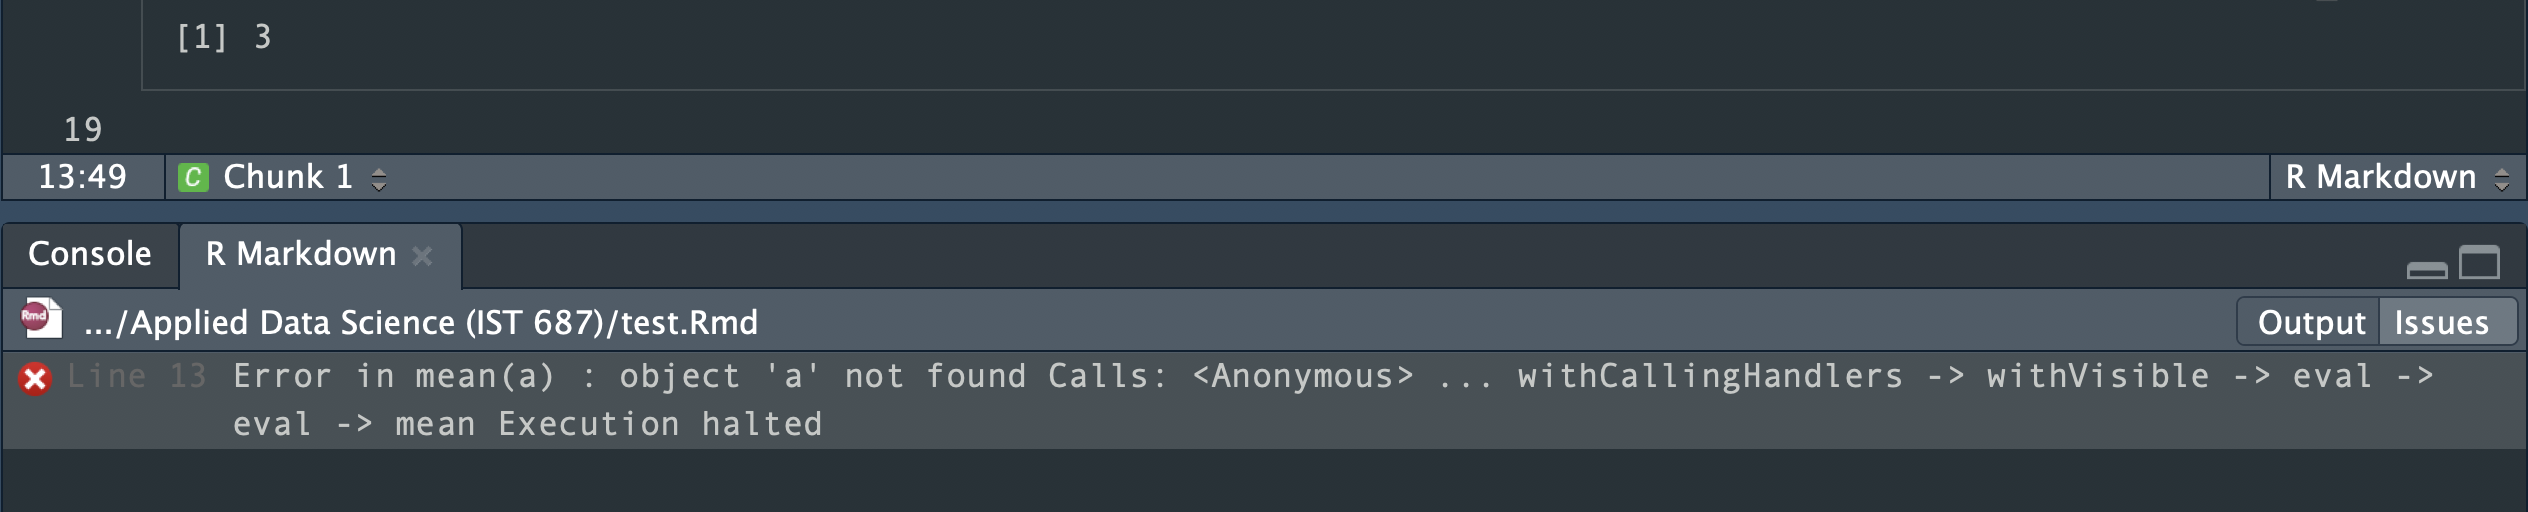 [1] 3
19
13:49 C Chunk 1 R Markdown
Console R Markdown
Rmd .../Applied Data Science (IST 687)/test.Rmd Output Issues
Line 13 Error in mean(a) : object 'a' not found Calls: <Anonymous> ... withCallingHandlers -> withVisible -> eval ->
eval -> mean Execution halted